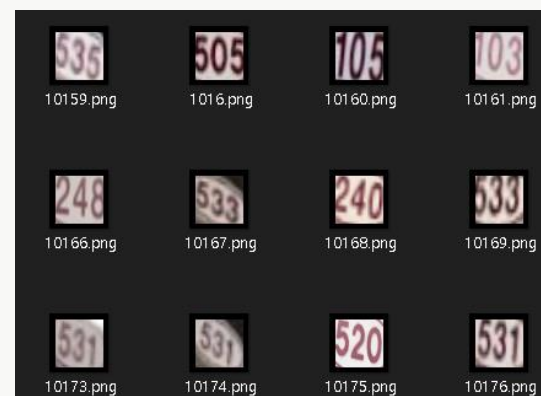 535 505 105 103
10159.png 1016.png 10160.png 10161.png
248 533 240 533
10166.png 10167.png 10168.png 10169.png
531 531 520 531
10173.png 10174.png 10175.png 10176.png